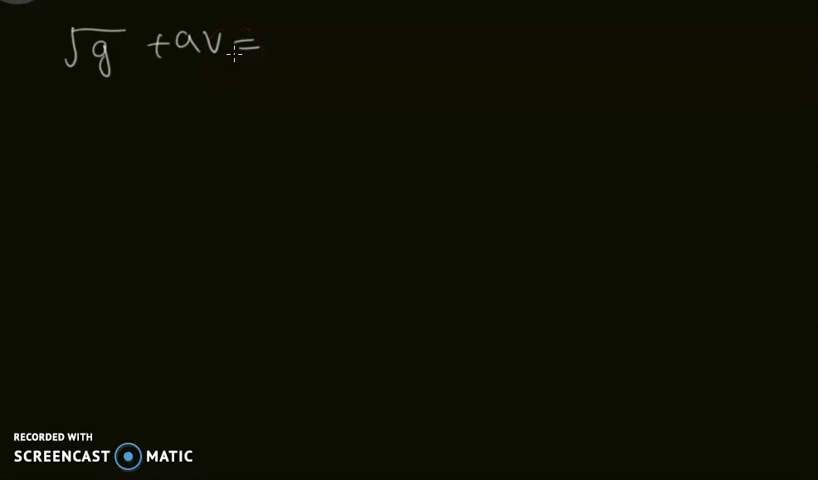 √g + av =
RECORDED WITH
SCREENCAST MATIC